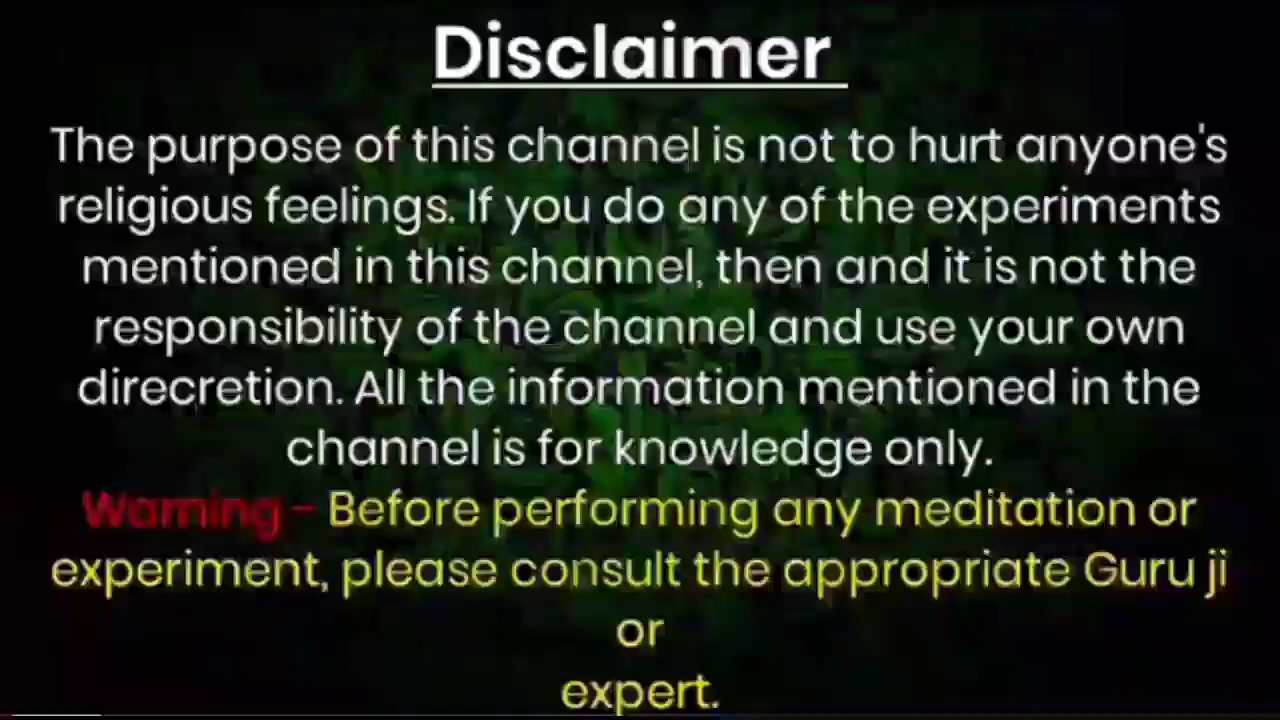 Disclaimer
The purpose of this channel is not to hurt anyone's
religious feelings. If you do any of the experiments
mentioned in this channel, then and it is not the
responsibility of the channel and use your own
direcretion. All the information mentioned in the
channel is for knowledge only.
Warning - Before performing any meditation or
experiment, please consult the appropriate Guru ji
or
expert.